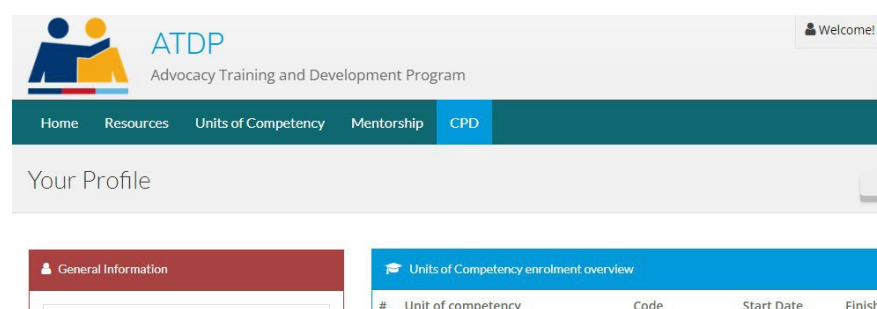 Welcome!
ATDP
Advocacy Training and Development Program
Home Resources Units of Competency Mentorship CPD
Your Profile
General Information
Units of Competency enrolment overview
# Unit of competency Code Start Date Finish